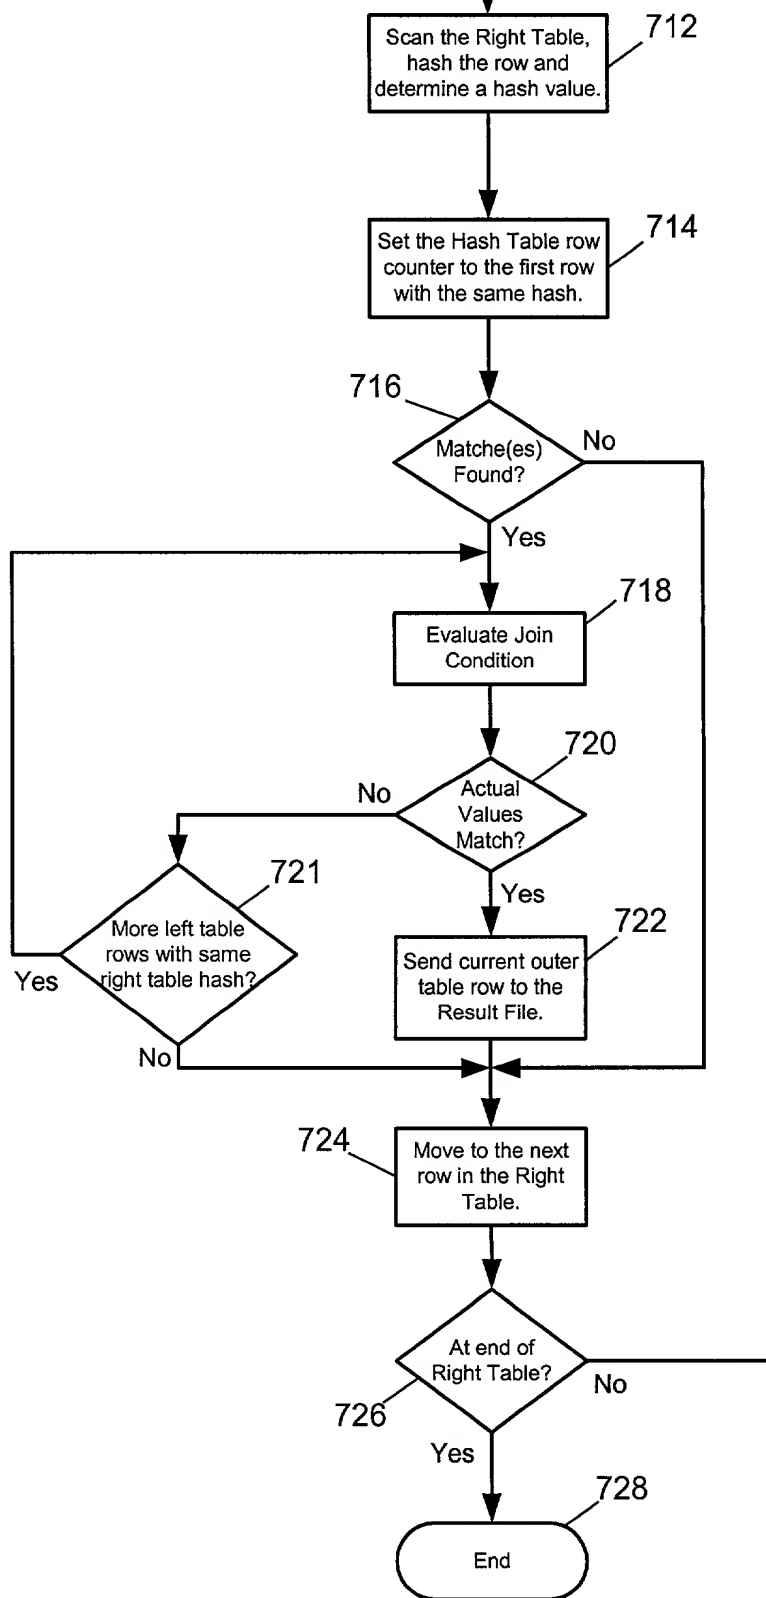 712
Scan the Right Table,
hash the row and
determine a hash value.
714
Set the Hash Table row
counter to the first row
with the same hash.
716
Matche(es)
Found?
No
Yes
718
Evaluate Join
Condition
720
Actual
Values
Match?
No
Yes
721
More left table
rows with same
right table hash?
Yes
No
722
Send current outer
table row to the
Result File.
724
Move to the next
row in the Right
Table.
At end of
Right Table?
No
726
Yes
728
End